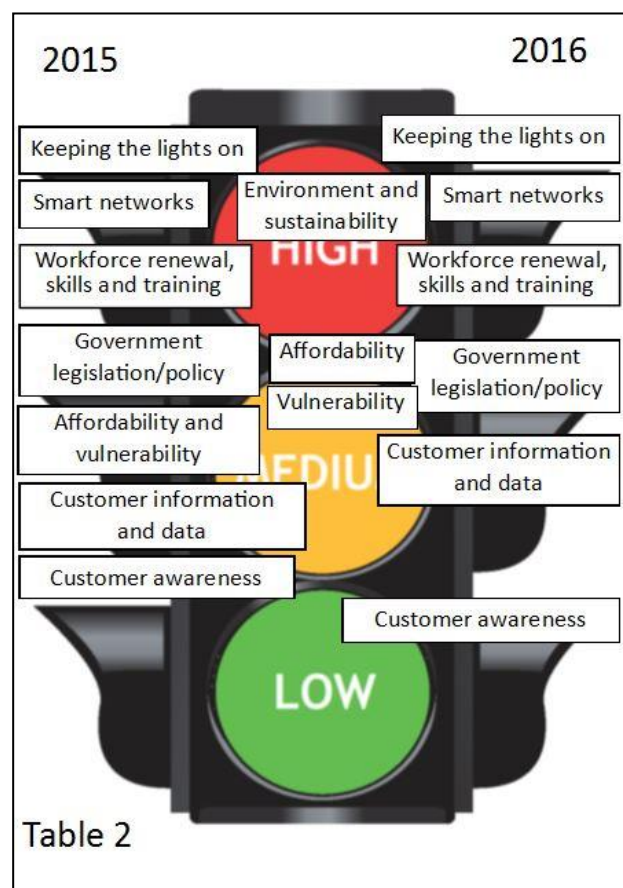 2015
2016
Keeping the lights on
Keeping the lights on
Smart networks
Environment and
sustainability
Smart networks
HIGH
Workforce renewal,
skills and training
Workforce renewal,
skills and training
Government
legislation/policy
Affordability
Government
legislation/policy
Vulnerability
Affordability and
vulnerability
Customer information
and data
MEDIUM
Customer information
and data
Customer awareness
Customer awareness
LOW
Table 2